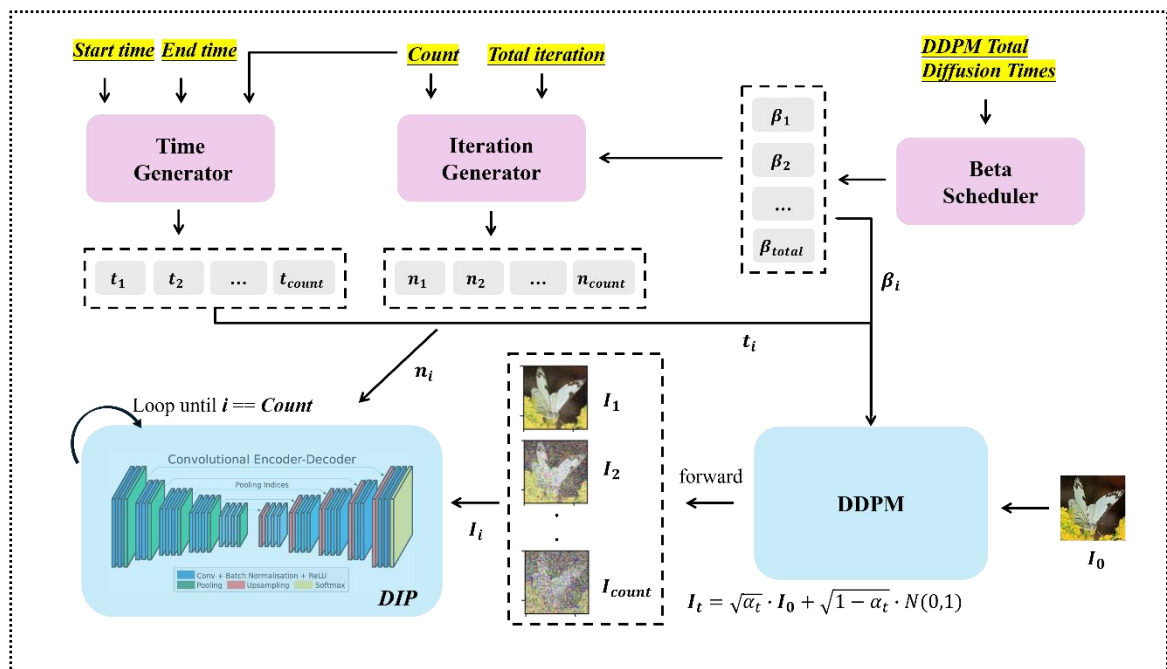 Start time
End time
Count
Total iteration
DDPM Total
Diffusion Times
Time
Generator
Iteration
Generator
β1
β2
...
βtotal
Beta
Scheduler
t1 t2 ... tcount
n1 n2 ... ncount
βi
ti
ni
Loop until i == Count
Convolutional Encoder-Decoder
Pooling Indices
Conv + Batch Normalisation + ReLU
Pooling Upsampling Softmax
DIP
Ii
I1
I2
.
.
Icount
forward
DDPM
I0
It = √αt · I0 + √1 − αt · N(0,1)